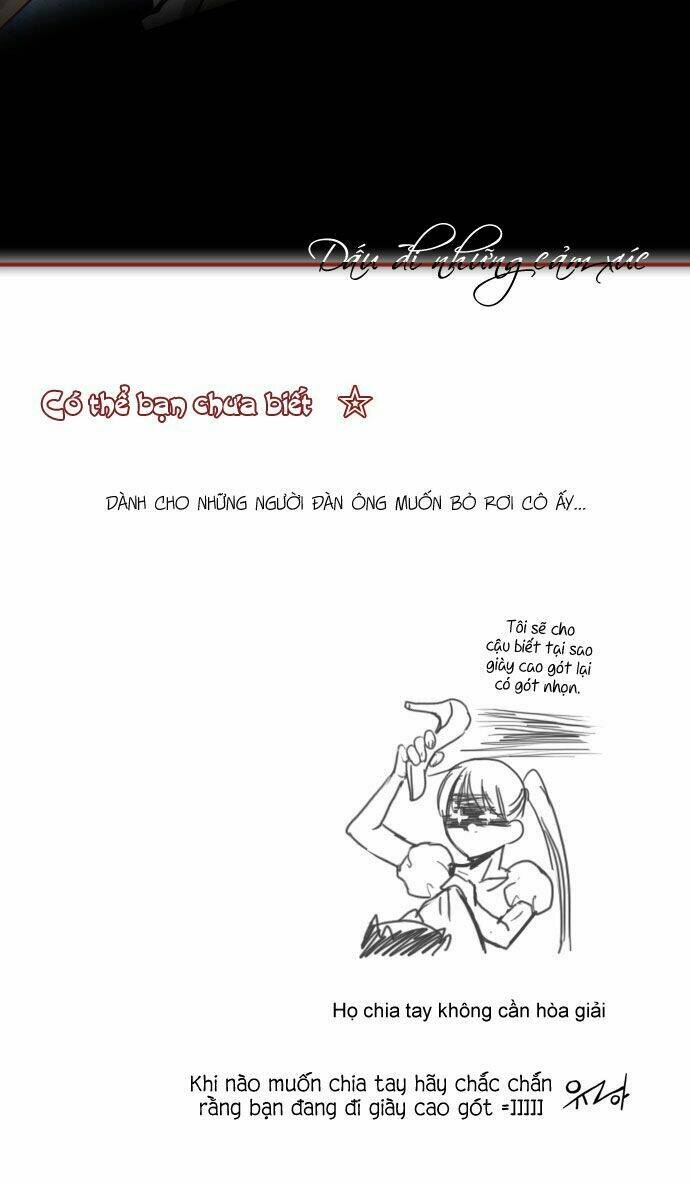 Dấu đi những cảm xúc
Có thể bạn chưa biết ☆
DÀNH CHO NHỮNG NGƯỜI ĐÀN ÔNG MUỐN BỎ RƠI CÔ ẤY...
Tôi sẽ cho
cậu biết tại sao
giày cao gót lại
có gót nhọn.
Họ chia tay không cần hòa giải
Khi nào muốn chia tay hãy chắc chắn
rằng bạn đang đi giày cao gót =]]]]]